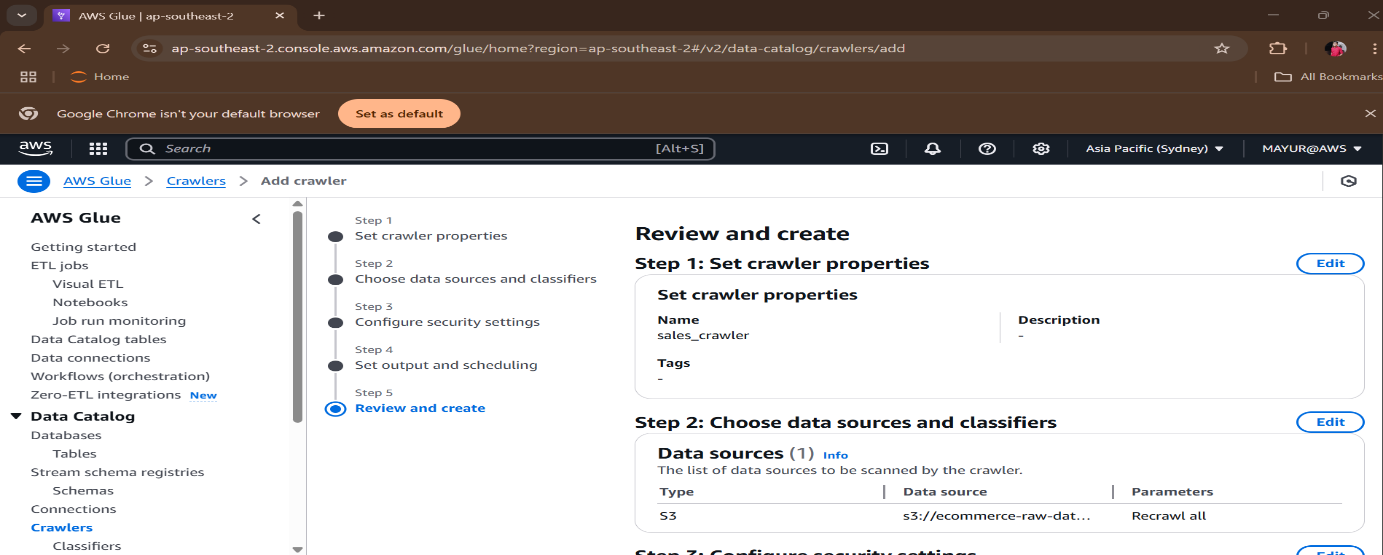 AWS Glue | ap-southeast-2
ap-southeast-2.console.aws.amazon.com/glue/home?region=ap-southeast-2#/v2/data-catalog/crawlers/add
Home
All Bookmarks
Google Chrome isn't your default browser
Set as default
aws
Search
[Alt+S]
Asia Pacific (Sydney)
MAYUR@AWS
AWS Glue > Crawlers > Add crawler
AWS Glue
Getting started
ETL jobs
Visual ETL
Notebooks
Job run monitoring
Data Catalog tables
Data connections
Workflows (orchestration)
Zero-ETL integrations New
Data Catalog
Databases
Tables
Stream schema registries
Schemas
Connections
Crawlers
Classifiers
Step 1
Set crawler properties
Step 2
Choose data sources and classifiers
Step 3
Configure security settings
Step 4
Set output and scheduling
Step 5
Review and create
Review and create
Step 1: Set crawler properties
Edit
Set crawler properties
Name
sales_crawler
Description
-
Tags
-
Step 2: Choose data sources and classifiers
Edit
Data sources (1) Info
The list of data sources to be scanned by the crawler.
Type
Data source
Parameters
S3
s3://ecommerce-raw-dat...
Recrawl all
Step 3: Configure security settings
Edit